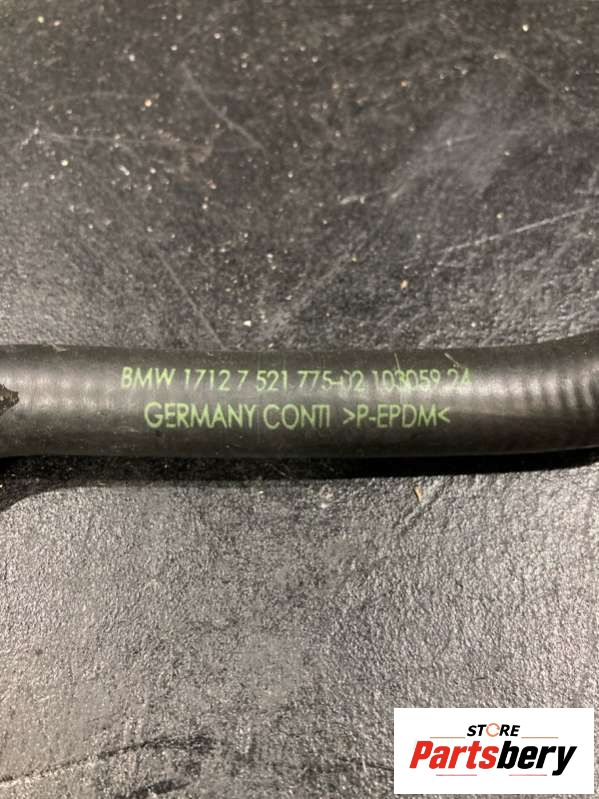 BMW 1712 7 521 775-02 103059 24
GERMANY CONTI >P-EPDM<
STORE
Partsbery